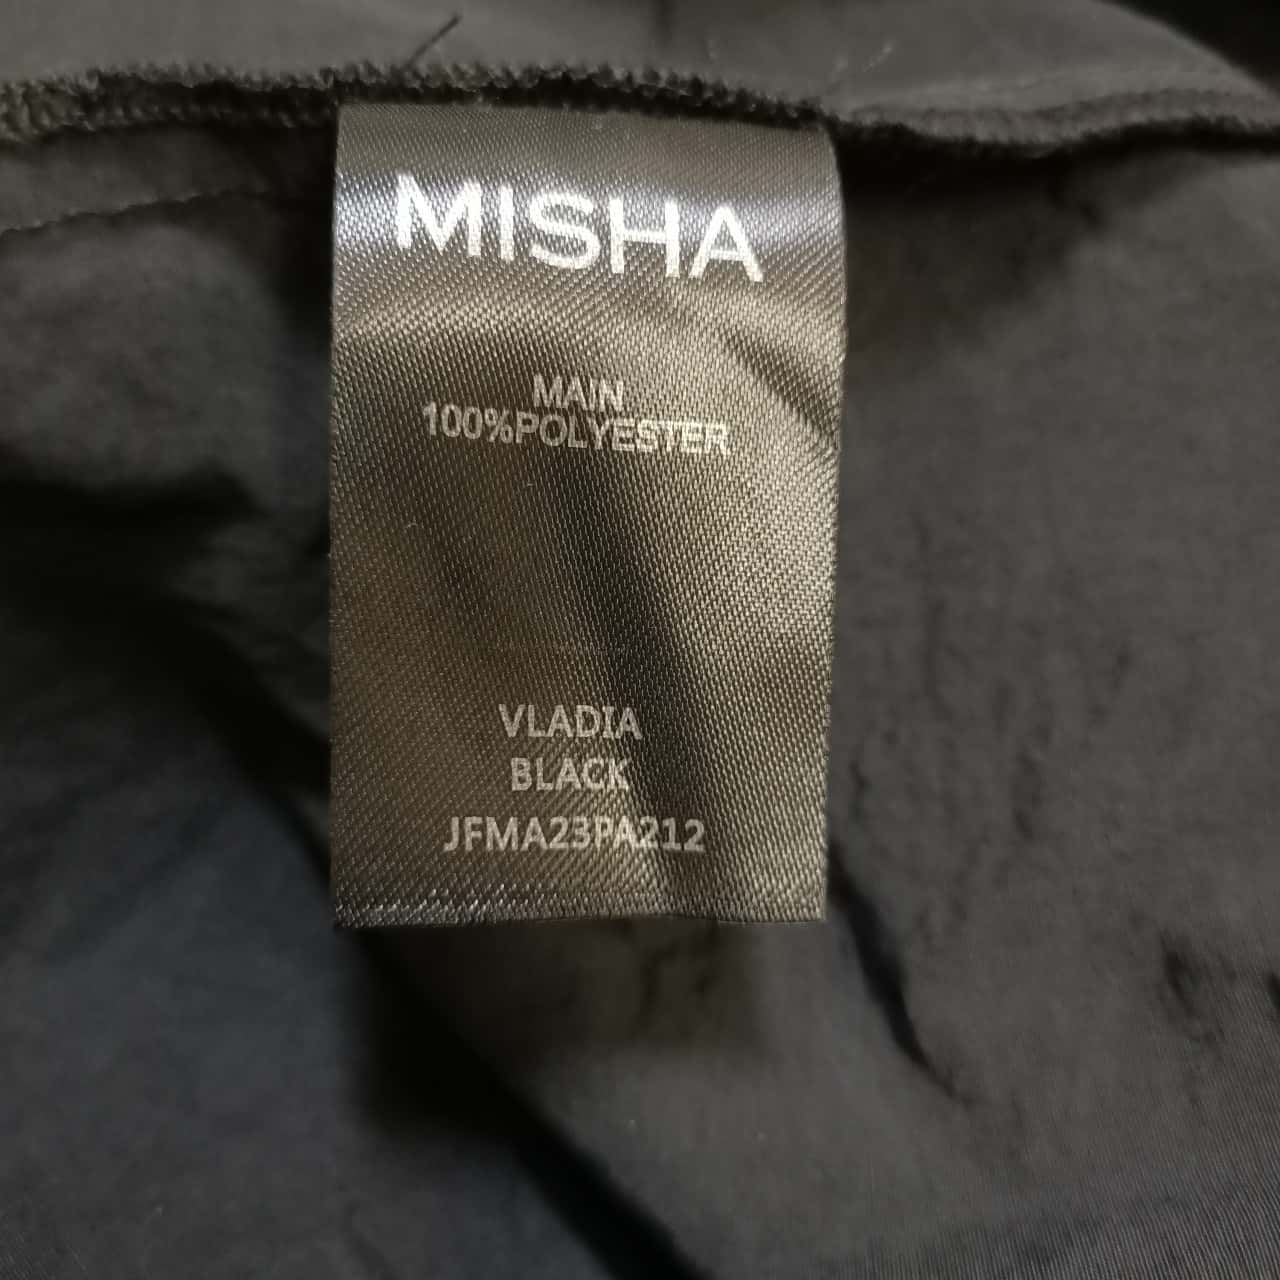 MISHA
MAIN
100%POLYESTER
VLADIA
BLACK
JFMA23PA212